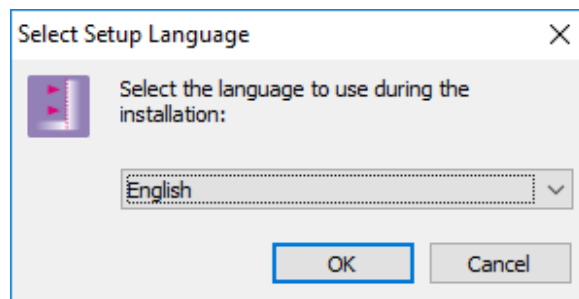 Select Setup Language
Select the language to use during the
installation:
English
OK
Cancel